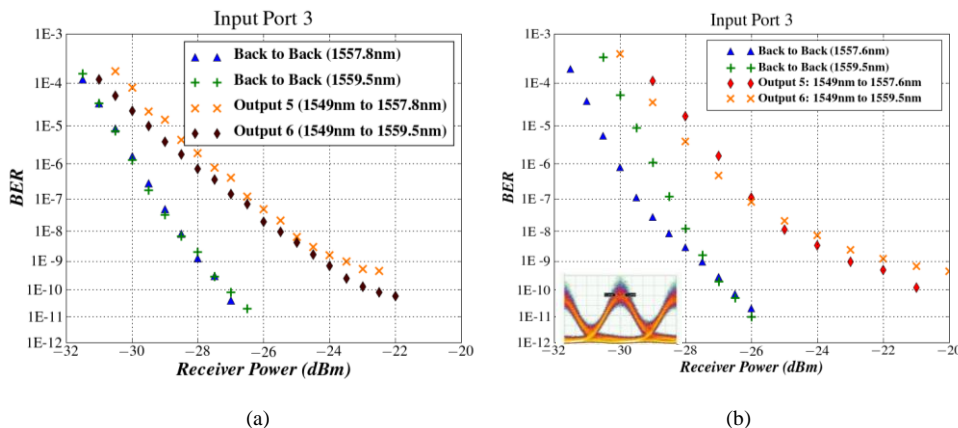 Input Port 3
1E-3
1E-4
1E-5
1E-6
1E-7
1E-8
1E-9
1E-10
1E-11
1E-12
BER
Back to Back (1557.8nm)
Back to Back (1559.5nm)
Output 5 (1549nm to 1557.8nm)
Output 6 (1549nm to 1559.5nm)
−32 −30 −28 −26 −24 −22 −20
Receiver Power (dBm)
(a)
Input Port 3
1E-3
1E-4
1E-5
1E-6
1E-7
1E-8
1E-9
1E-10
1E-11
1E-12
BER
Back to Back (1557.6nm)
Back to Back (1559.5nm)
Output 5: 1549nm to 1557.6nm
Output 6: 1549nm to 1559.5nm
−32 −30 −28 −26 −24 −22 −20
Receiver Power (dBm)
(b)